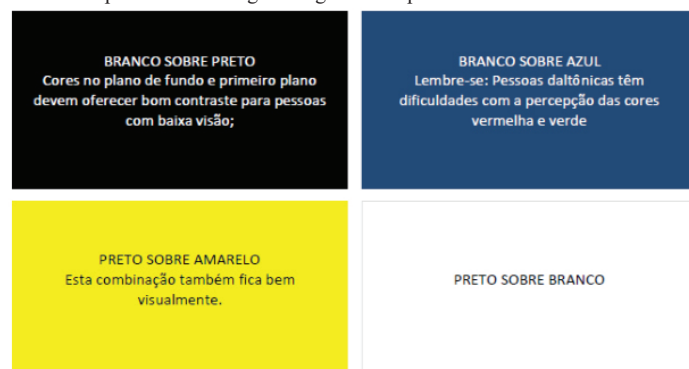 BRANCO SOBRE PRETO
Cores no plano de fundo e primeiro plano
devem oferecer bom contraste para pessoas
com baixa visão;
BRANCO SOBRE AZUL
Lembre-se: Pessoas daltônicas têm
dificuldades com a percepção das cores
vermelha e verde
PRETO SOBRE AMARELO
Esta combinação também fica bem
visualmente.
PRETO SOBRE BRANCO